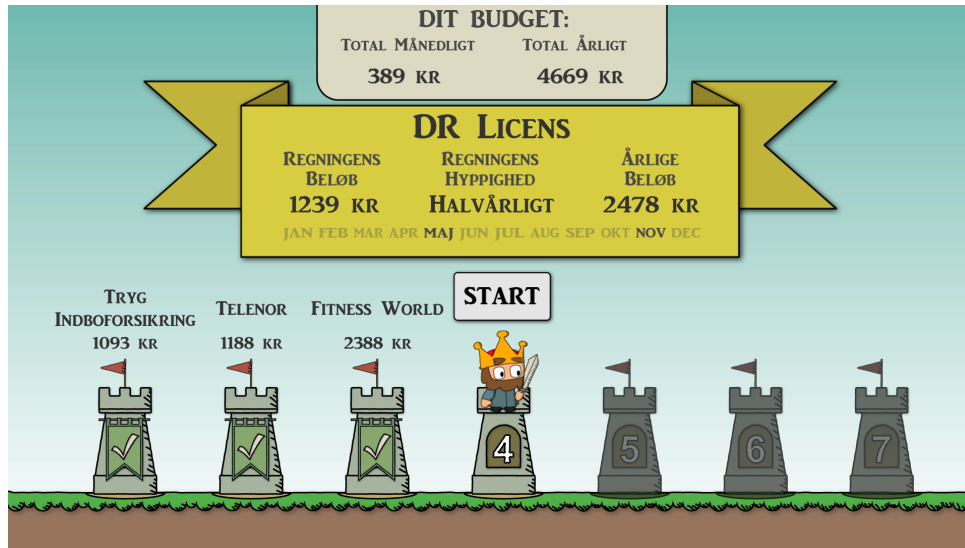 DIT BUDGET:
TOTAL MÅNEDLIGT TOTAL ÅRLIGT
389 KR 4669 KR
DR LICENS
REGNINGENS BELØB REGNINGENS HYPPIGHED ÅRLIGE BELØB
1239 KR HALVÅRLIGT 2478 KR
JAN FEB MAR APR MAJ JUN JUL AUG SEP OKT NOV DEC
START
TRYG INDBOFORSIKRING TELENOR FITNESS WORLD
1093 KR 1188 KR 2388 KR
4 5 6 7